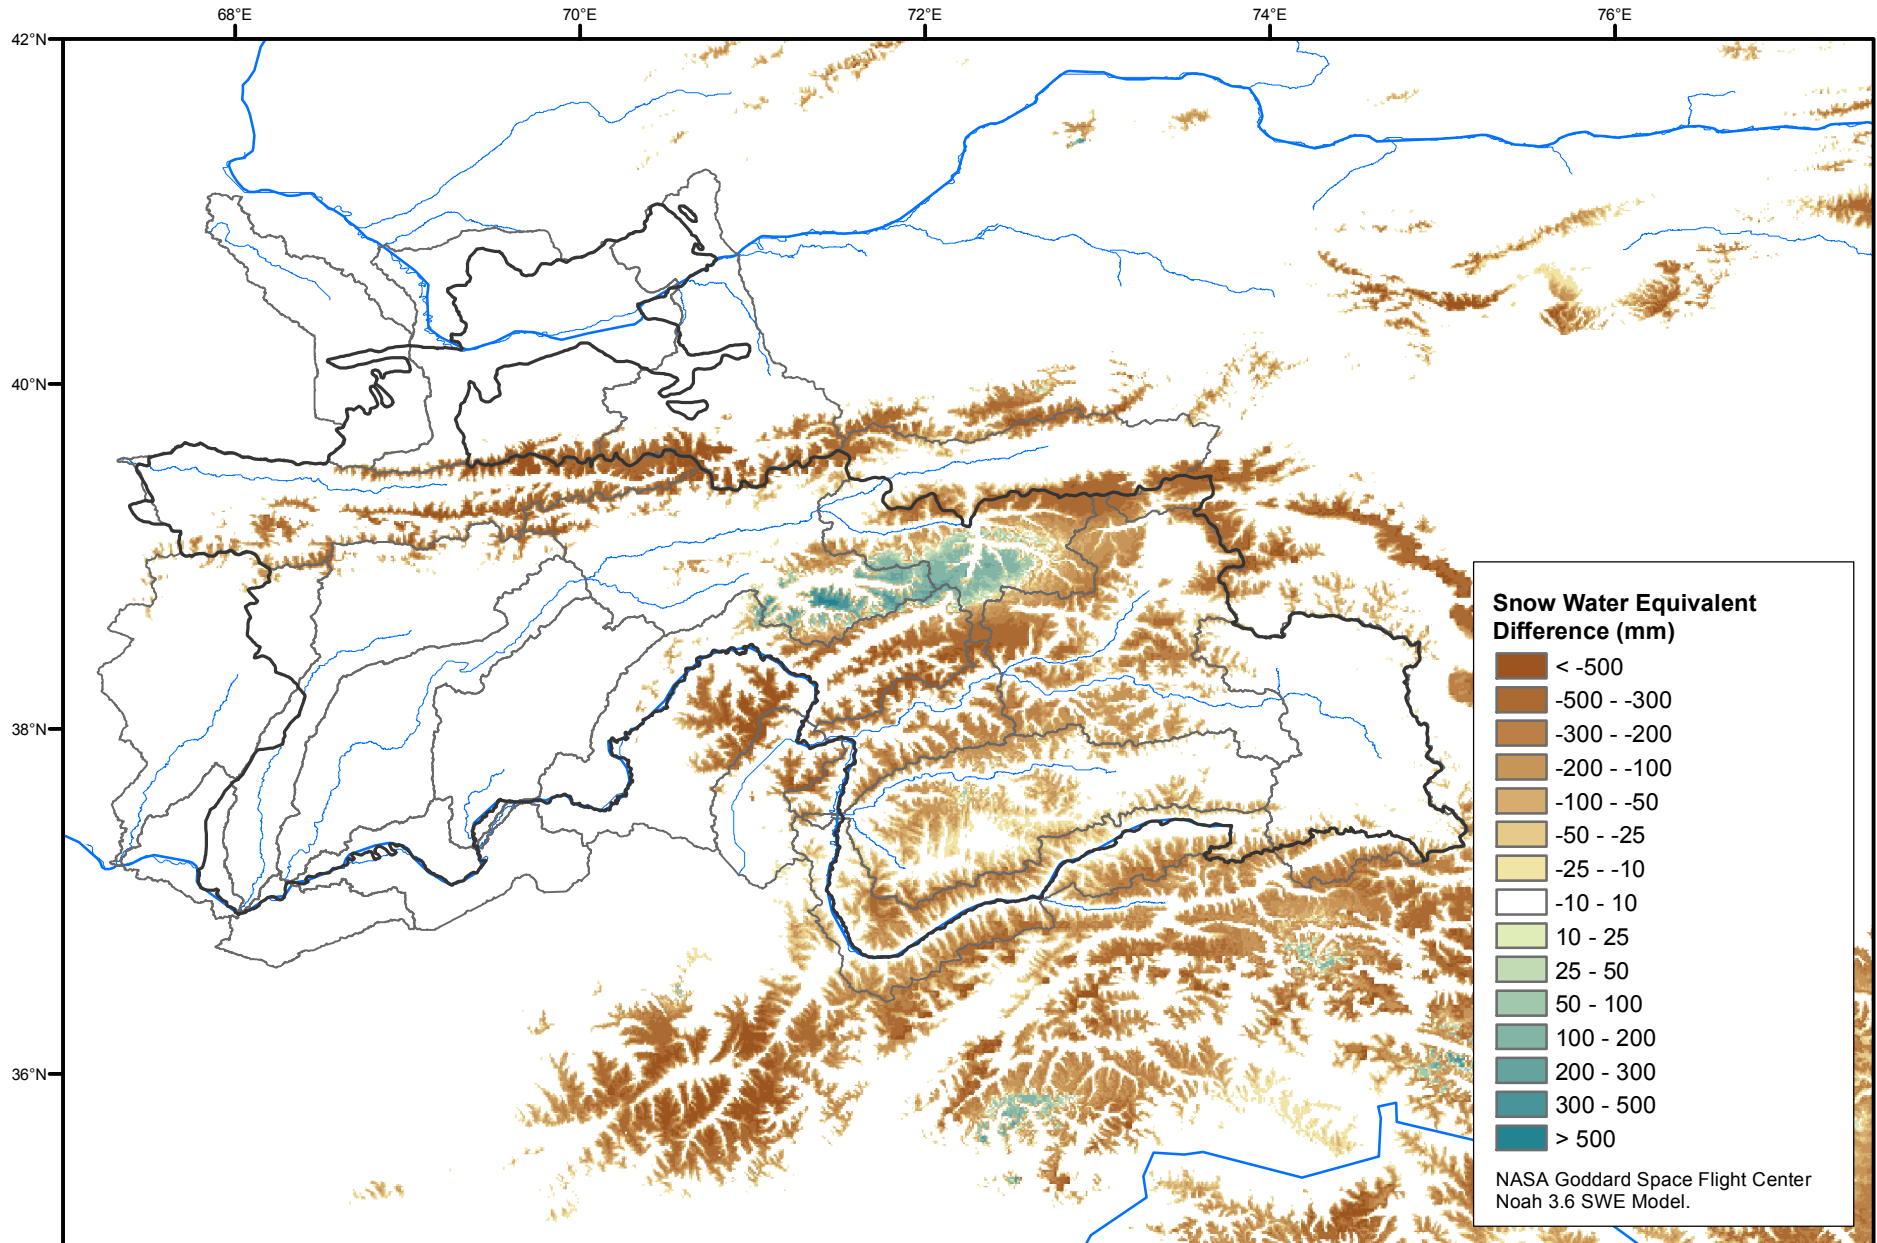 68°E
70°E
72°E
74°E
76°E
42°N
40°N
38°N
36°N
Snow Water Equivalent
Difference (mm)
< -500
-500 - -300
-300 - -200
-200 - -100
-100 - -50
-50 - -25
-25 - -10
-10 - 10
10 - 25
25 - 50
50 - 100
100 - 200
200 - 300
300 - 500
> 500
NASA Goddard Space Flight Center
Noah 3.6 SWE Model.